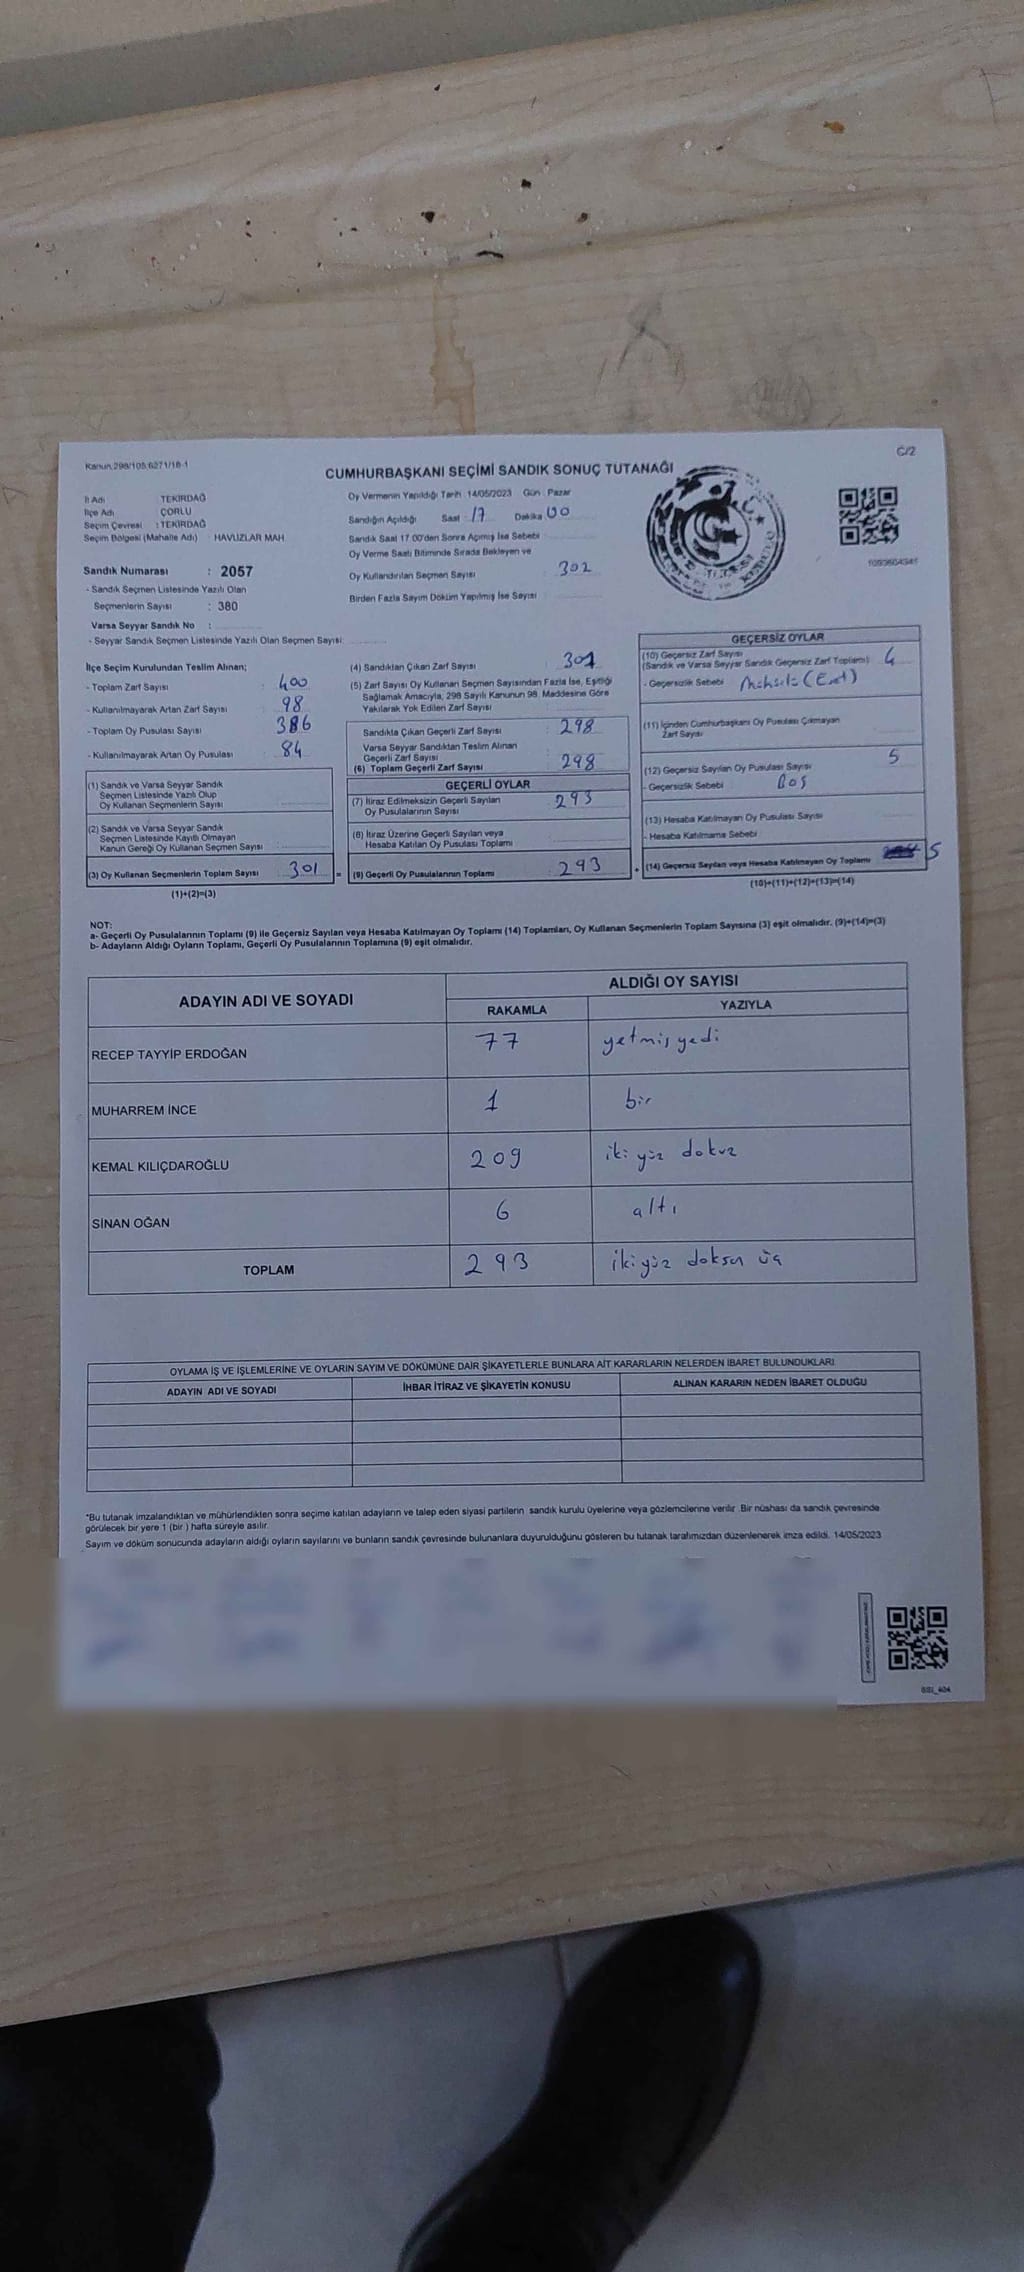 Kanun:298/105;6271/18-1
C/2
CUMHURBAŞKANI SEÇİMİ SANDIK SONUÇ TUTANAĞI
İl Adı : TEKİRDAĞ
İlçe Adı : ÇORLU
Seçim Çevresi : TEKİRDAĞ
Seçim Bölgesi (Mahalle Adı) HAVUZLAR MAH.
Sandık Numarası : 2057
- Sandık Seçmen Listesinde Yazılı Olan
Seçmenlerin Sayısı : 380
Varsa Seyyar Sandık No :
- Seyyar Sandık Seçmen Listesinde Yazılı Olan Seçmen Sayısı:
Oy Vermenin Yapıldığı Tarih :14/05/2023 Gün : Pazar
Sandığın Açıldığı Saat : 17 Dakika 00
Sandık Saat 17.00'den Sonra Açımış İse Sebebi :
Oy Verme Saati Bitiminde Sırada Bekleyen ve
Oy Kullandırılan Seçmen Sayısı : 302
Birden Fazla Sayım Döküm Yapılmış İse Sayısı :
İlçe Seçim Kurulundan Teslim Alınan;
- Toplam Zarf Sayısı : 400
- Kullanılmayarak Artan Zarf Sayısı : 98
- Toplam Oy Pusulası Sayısı : 386
- Kullanılmayarak Artan Oy Pusulası : 84
(1) Sandık ve Varsa Seyyar Sandık
Seçmen Listesinde Yazılı Olup
Oy Kullanan Seçmenlerin Sayısı :
(2) Sandık ve Varsa Seyyar Sandık
Seçmen Listesinde Kayıtlı Olmayan
Kanun Gereği Oy Kullanan Seçmen Sayısı :
(3) Oy Kullanan Seçmenlerin Toplam Sayısı : 301 =
(1)+(2)=(3)
(4) Sandıktan Çıkan Zarf Sayısı : 301
(5) Zarf Sayısı Oy Kullanan Seçmen Sayısından Fazla İse, Eşitliği
Sağlamak Amacıyla, 298 Sayılı Kanunun 98. Maddesine Göre
Yakılarak Yok Edilen Zarf Sayısı :
Sandıkta Çıkan Geçerli Zarf Sayısı : 298
Varsa Seyyar Sandıktan Teslim Alınan
Geçerli Zarf Sayısı :
(6) Toplam Geçerli Zarf Sayısı : 298
GEÇERLİ OYLAR
(7) İtiraz Edilmeksizin Geçerli Sayılan
Oy Pusulalarının Sayısı : 293
(8) İtiraz Üzerine Geçerli Sayılan veya
Hesaba Katılan Oy Pusulası Toplamı :
(9) Geçerli Oy Pusulalarının Toplamı : 293 +
GEÇERSİZ OYLAR
(10) Geçersiz Zarf Sayısı
(Sandık ve Varsa Seyyar Sandık Geçersiz Zarf Toplamı) : 4
- Geçersizlik Sebebi :
(11) İçinden Cumhurbaşkanı Oy Pusulası Çıkmayan
Zarf Sayısı
(12) Geçersiz Sayılan Oy Pusulası Sayısı 5
- Geçersizlik Sebebi Boş
(13) Hesaba Katılmayan Oy Pusulası Sayısı
- Hesaba Katılmama Sebebi
(14) Geçersiz Sayılan veya Hesaba Katılmayan Oy Toplamı 5
(10)+(11)+(12)+(13)=(14)
NOT:
a- Geçerli Oy Pusulalarının Toplamı (9) ile Geçersiz Sayılan veya Hesaba Katılmayan Oy Toplamı (14) Toplamları, Oy Kullanan Seçmenlerin Toplam Sayısına (3) eşit olmalıdır. (9)+(14)=(3)
b- Adayların Aldığı Oyların Toplamı, Geçerli Oy Pusulalarının Toplamına (9) eşit olmalıdır.
ADAYIN ADI VE SOYADI ALDIĞI OY SAYISI
RAKAMLA YAZIYLA
RECEP TAYYİP ERDOĞAN 77 yetmiş yedi
MUHARREM İNCE 1 bir
KEMAL KILIÇDAROĞLU 209 iki yüz dokuz
SİNAN OĞAN 6 altı
TOPLAM 293 iki yüz doksan üç
OYLAMA İŞ VE İŞLEMLERİNE VE OYLARIN SAYIM VE DÖKÜMÜNE DAİR ŞİKAYETLERLE BUNLARA AİT KARARLARIN NELERDEN İBARET BULUNDUKLARI
ADAYIN ADI VE SOYADI İHBAR İTİRAZ VE ŞİKAYETİN KONUSU ALINAN KARARIN NEDEN İBARET OLDUĞU
*Bu tutanak imzalandıktan ve mühürlendikten sonra seçime katılan adayların ve talep eden siyasi partilerin sandık kurulu üyelerine veya gözlemcilerine verilir. Bir nüshası da sandık çevresinde
görülecek bir yere 1 (bir ) hafta süreyle asılır.
Sayım ve döküm sonucunda adayların aldığı oyların sayılarını ve bunların sandık çevresinde bulunanlara duyurulduğunu gösteren bu tutanak tarafımızdan düzenlenerek imza edildi. 14/05/2023